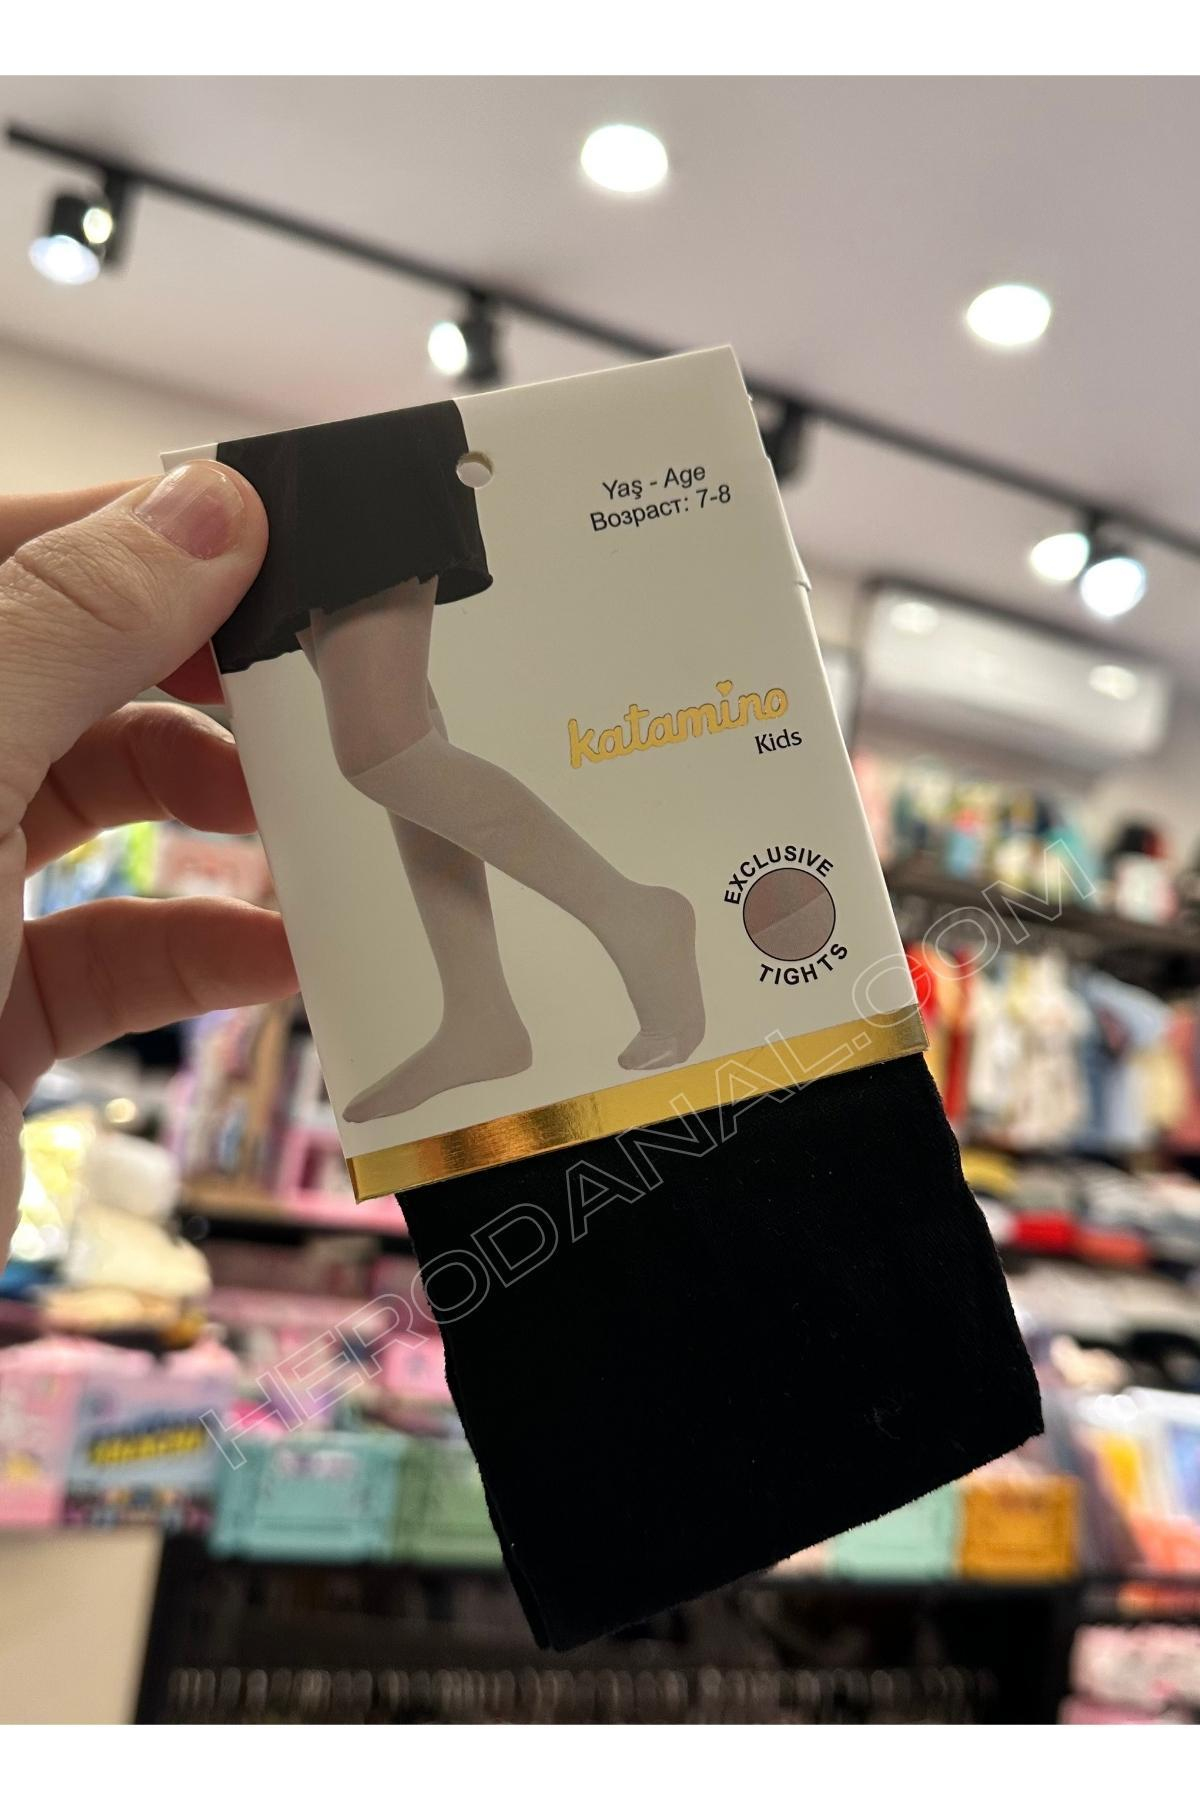 Yaş - Age
Возраст: 7-8
katamino
Kids
EXCLUSIVE
TIGHTS
HERODANAL.COM